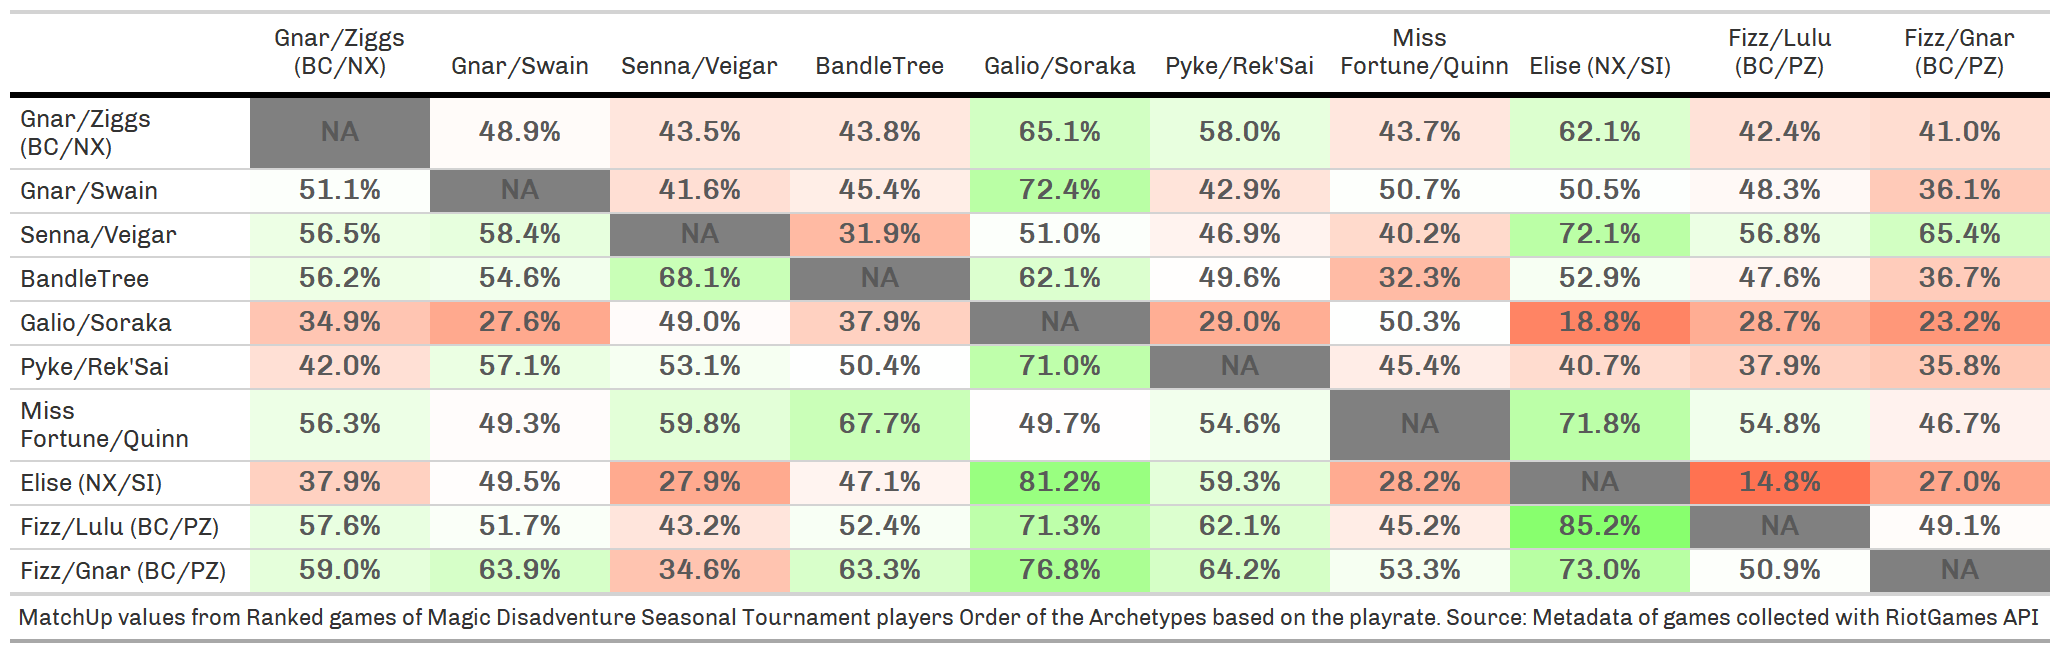 Gnar/Ziggs Miss Fizz/Lulu Fizz/Gnar
(BC/NX) Gnar/Swain Senna/Veigar BandleTree Galio/Soraka Pyke/Rek'Sai Fortune/Quinn Elise (NX/SI) (BC/PZ) (BC/PZ)
Gnar/Ziggs
(BC/NX) NA 48.9% 43.5% 43.8% 65.1% 58.0% 43.7% 62.1% 42.4% 41.0%
Gnar/Swain 51.1% NA 41.6% 45.4% 72.4% 42.9% 50.7% 50.5% 48.3% 36.1%
Senna/Veigar 56.5% 58.4% NA 31.9% 51.0% 46.9% 40.2% 72.1% 56.8% 65.4%
BandleTree 56.2% 54.6% 68.1% NA 62.1% 49.6% 32.3% 52.9% 47.6% 36.7%
Galio/Soraka 34.9% 27.6% 49.0% 37.9% NA 29.0% 50.3% 18.8% 28.7% 23.2%
Pyke/Rek'Sai 42.0% 57.1% 53.1% 50.4% 71.0% NA 45.4% 40.7% 37.9% 35.8%
Miss
Fortune/Quinn 56.3% 49.3% 59.8% 67.7% 49.7% 54.6% NA 71.8% 54.8% 46.7%
Elise (NX/SI) 37.9% 49.5% 27.9% 47.1% 81.2% 59.3% 28.2% NA 14.8% 27.0%
Fizz/Lulu (BC/PZ) 57.6% 51.7% 43.2% 52.4% 71.3% 62.1% 45.2% 85.2% NA 49.1%
Fizz/Gnar (BC/PZ) 59.0% 63.9% 34.6% 63.3% 76.8% 64.2% 53.3% 73.0% 50.9% NA
MatchUp values from Ranked games of Magic Disadventure Seasonal Tournament players Order of the Archetypes based on the playrate. Source: Metadata of games collected with RiotGames API